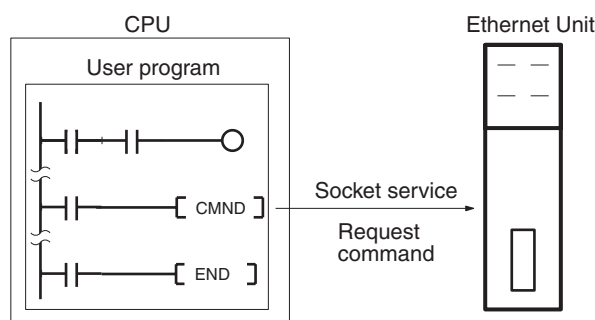 CPU
Ethernet Unit
User program
CMND
Socket service
Request
command
END